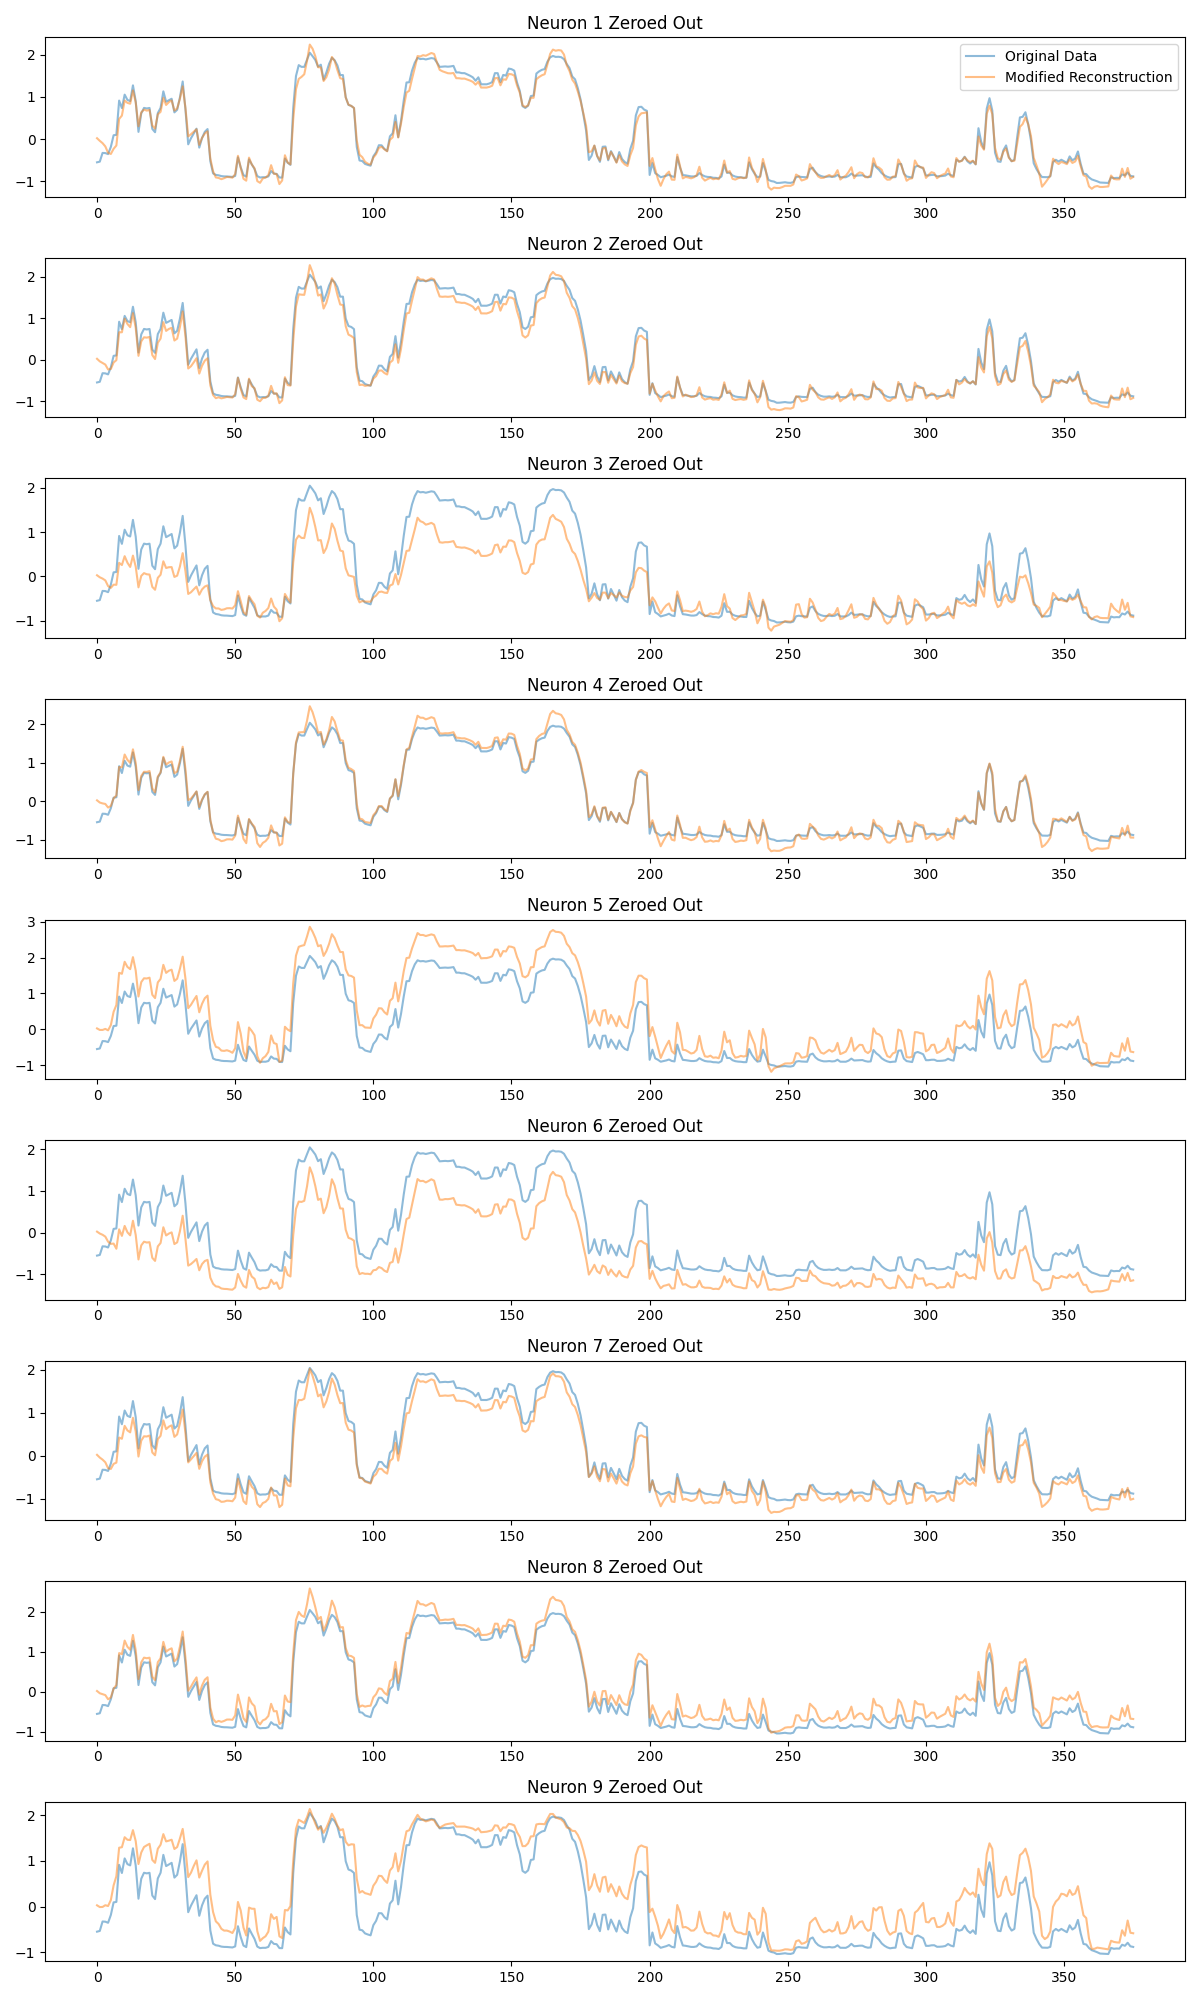 Neuron 1 Zeroed Out
Original Data
Modified Reconstruction
2
1
0
−1
0 50 100 150 200 250 300 350
Neuron 2 Zeroed Out
2
1
0
−1
0 50 100 150 200 250 300 350
Neuron 3 Zeroed Out
2
1
0
−1
0 50 100 150 200 250 300 350
Neuron 4 Zeroed Out
2
1
0
−1
0 50 100 150 200 250 300 350
Neuron 5 Zeroed Out
3
2
1
0
−1
0 50 100 150 200 250 300 350
Neuron 6 Zeroed Out
2
1
0
−1
0 50 100 150 200 250 300 350
Neuron 7 Zeroed Out
2
1
0
−1
0 50 100 150 200 250 300 350
Neuron 8 Zeroed Out
2
1
0
−1
0 50 100 150 200 250 300 350
Neuron 9 Zeroed Out
2
1
0
−1
0 50 100 150 200 250 300 350